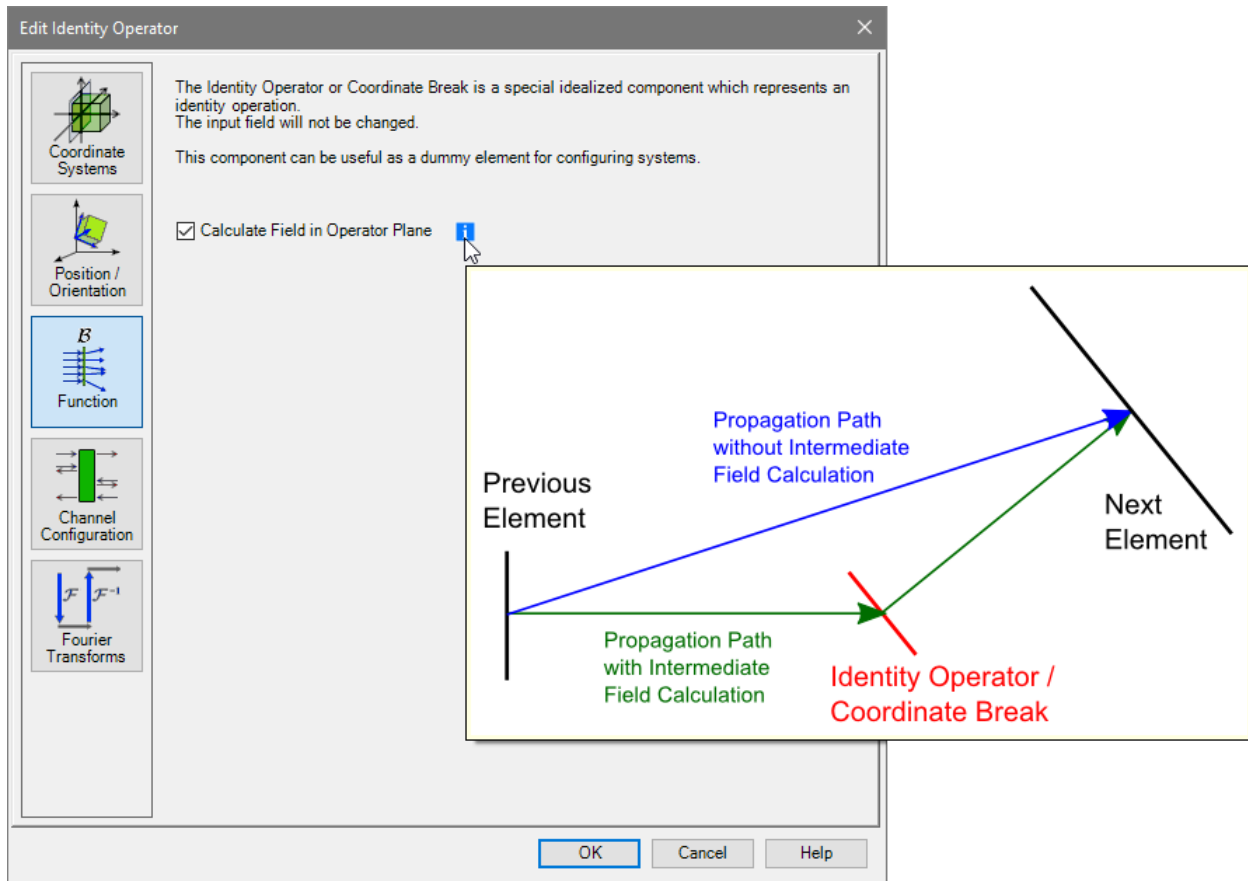 Edit Identity Operator
The Identity Operator or Coordinate Break is a special idealized component which represents an
identity operation.
The input field will not be changed.
This component can be useful as a dummy element for configuring systems.
Calculate Field in Operator Plane
i
Coordinate
Systems
Position /
Orientation
B
Function
Channel
Configuration
F F⁻¹
Fourier
Transforms
Propagation Path
without Intermediate
Field Calculation
Previous
Element
Next
Element
Propagation Path
with Intermediate
Field Calculation
Identity Operator /
Coordinate Break
OK
Cancel
Help